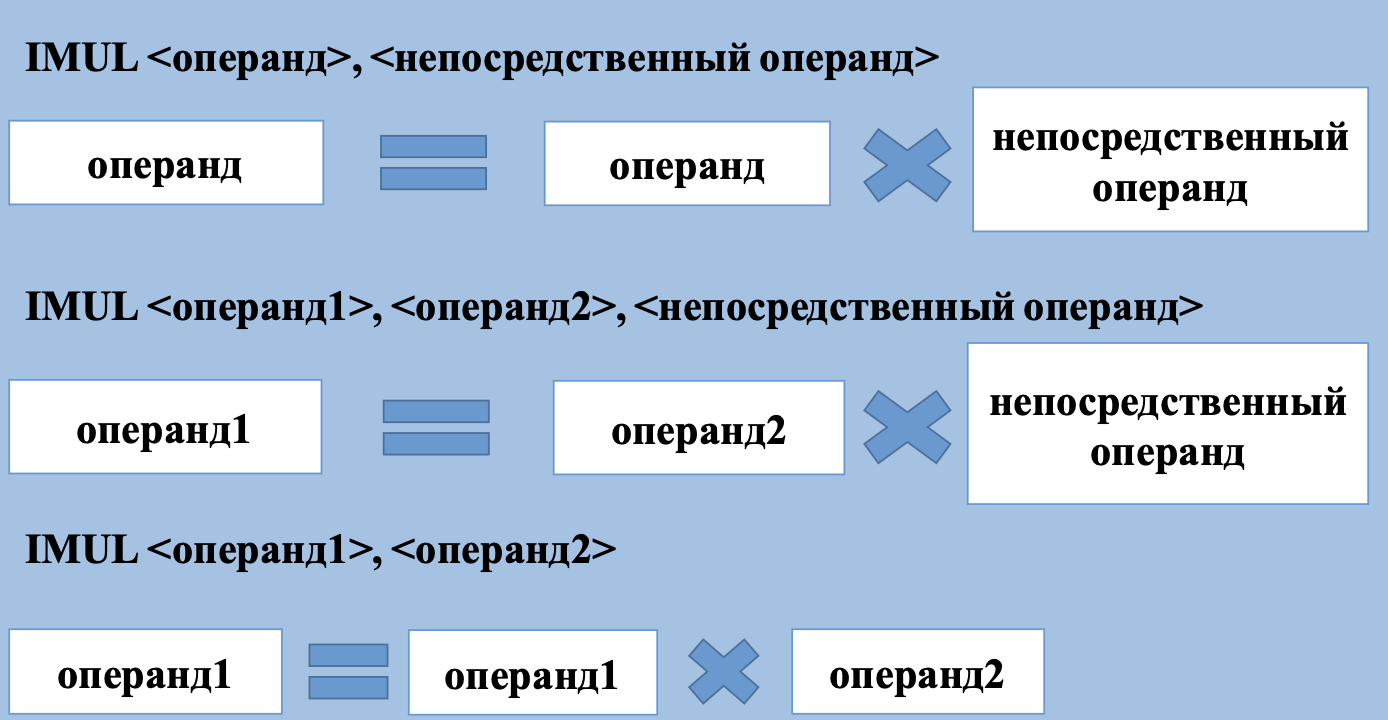 IMUL <операнд>, <непосредственный операнд>
операнд
операнд
непосредственный
операнд
IMUL <операнд1>, <операнд2>, <непосредственный операнд>
операнд1
операнд2
непосредственный
операнд
IMUL <операнд1>, <операнд2>
операнд1
операнд1
операнд2